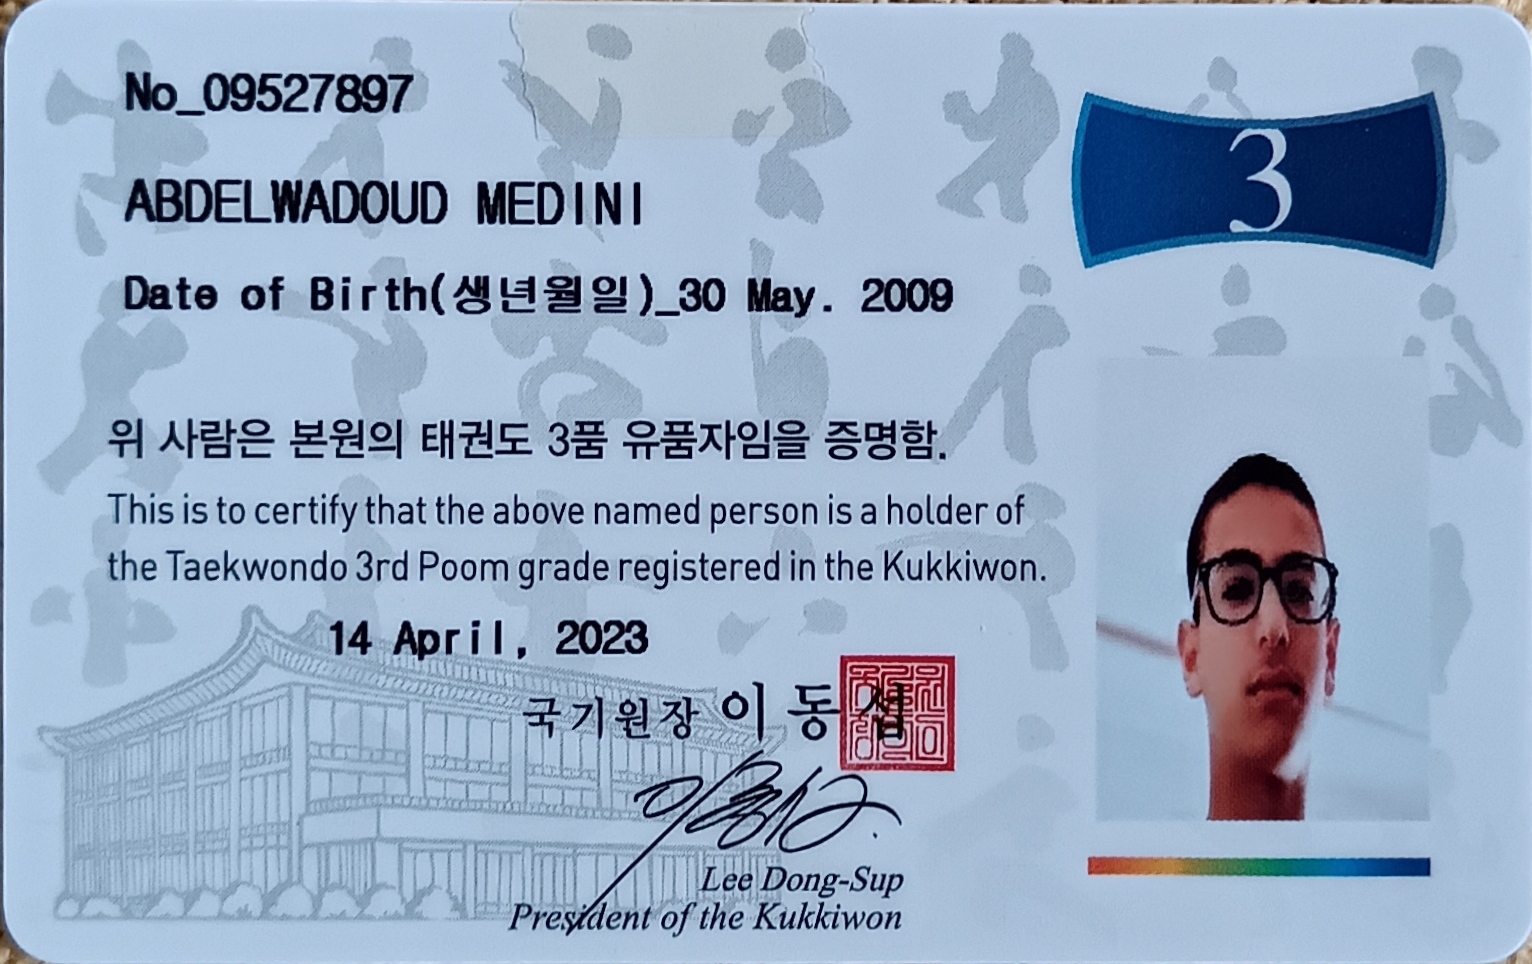 No_09527897
3
ABDELWADOUD MEDINI
Date of Birth(생년월일)_30 May. 2009
위 사람은 본원의 태권도 3품 유품자임을 증명함.
This is to certify that the above named person is a holder of
the Taekwondo 3rd Poom grade registered in the Kukkiwon.
14 April, 2023
국기원장 이동섭
Lee Dong-Sup
President of the Kukkiwon